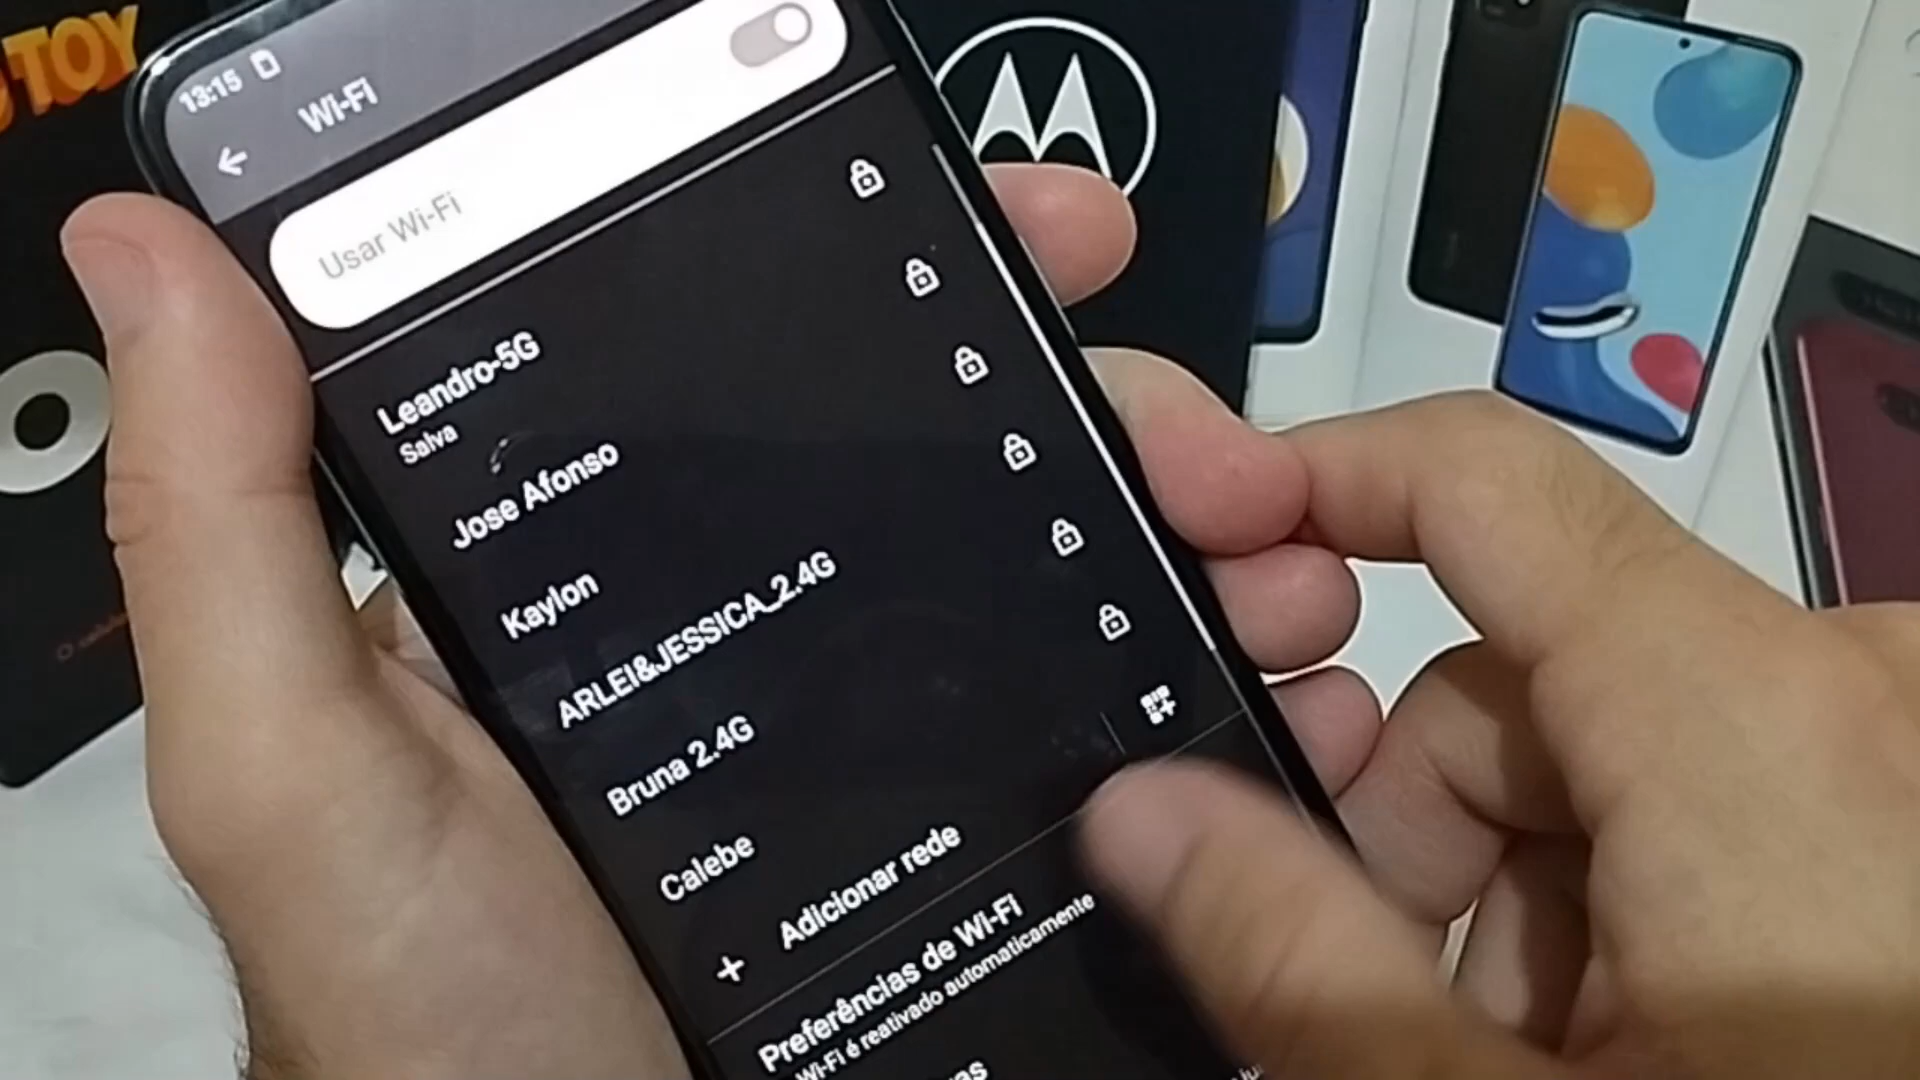 TOY
13:15
Wi-Fi
Usar Wi-Fi
Leandro-5G
Salva
Jose Afonso
Kaylon
ARLEI&JESSICA_2.4G
Bruna 2.4G
Calebe
Adicionar rede
Preferências de Wi-Fi
Wi-Fi é reativado automaticamente